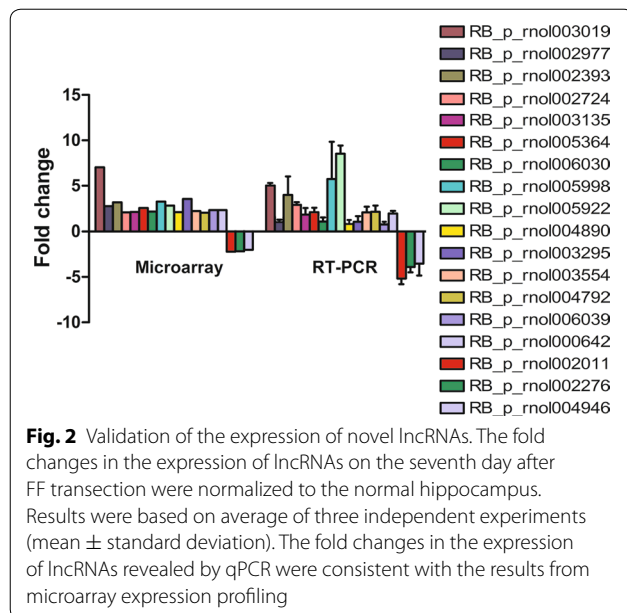 RB_p_rnol003019
RB_p_rnol002977
RB_p_rnol002393
RB_p_rnol002724
RB_p_rnol003135
RB_p_rnol005364
RB_p_rnol006030
RB_p_rnol005998
RB_p_rnol005922
RB_p_rnol004890
RB_p_rnol003295
RB_p_rnol003554
RB_p_rnol004792
RB_p_rnol006039
RB_p_rnol000642
RB_p_rnol002011
RB_p_rnol002276
RB_p_rnol004946
Fold change
15
10
5
0
-5
-10
Microarray
RT-PCR
Fig. 2 Validation of the expression of novel lncRNAs. The fold
changes in the expression of lncRNAs on the seventh day after
FF transection were normalized to the normal hippocampus.
Results were based on average of three independent experiments
(mean ± standard deviation). The fold changes in the expression
of lncRNAs revealed by qPCR were consistent with the results from
microarray expression profiling